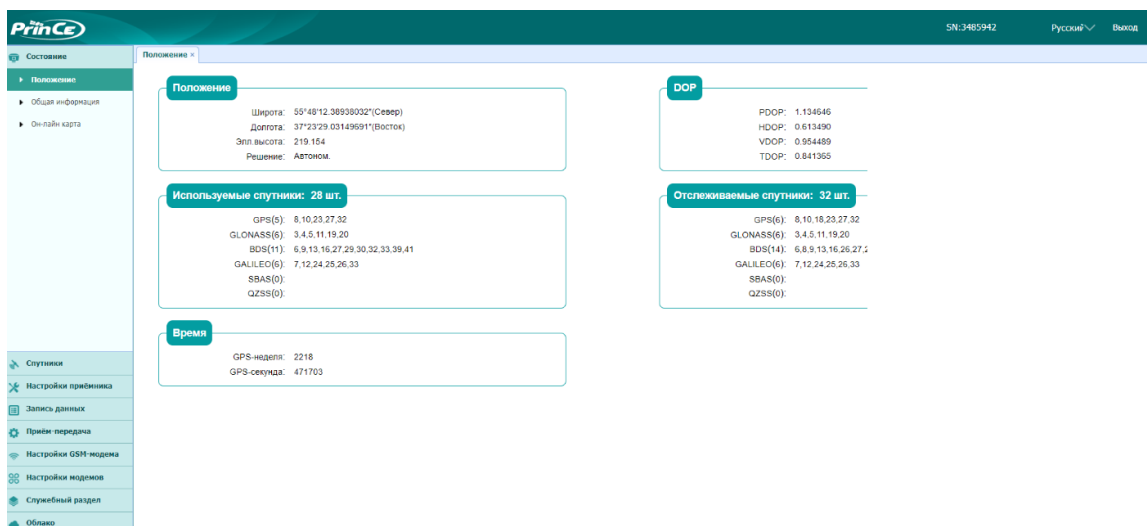 PrinCe
SN:3485942 Русский Выход
Состояние
Положение
Общая информация
Он-лайн карта
Спутники
Настройки приёмника
Запись данных
Приём-передача
Настройки GSM-модема
Настройки модемов
Служебный раздел
Облако
Положение ×
Положение
Широта: 55°48'12.38938032"(Север)
Долгота: 37°23'29.03149691"(Восток)
Элл.высота: 219.154
Решение: Автоном.
DOP
PDOP: 1.134646
HDOP: 0.613490
VDOP: 0.954489
TDOP: 0.841365
Используемые спутники: 28 шт.
GPS(5): 8,10,23,27,32
GLONASS(6): 3,4,5,11,19,20
BDS(11): 6,9,13,16,27,29,30,32,33,39,41
GALILEO(6): 7,12,24,25,26,33
SBAS(0):
QZSS(0):
Отслеживаемые спутники: 32 шт.
GPS(6): 8,10,18,23,27,32
GLONASS(6): 3,4,5,11,19,20
BDS(14): 6,8,9,13,16,26,27,
GALILEO(6): 7,12,24,25,26,33
SBAS(0):
QZSS(0):
Время
GPS-неделя: 2218
GPS-секунда: 471703